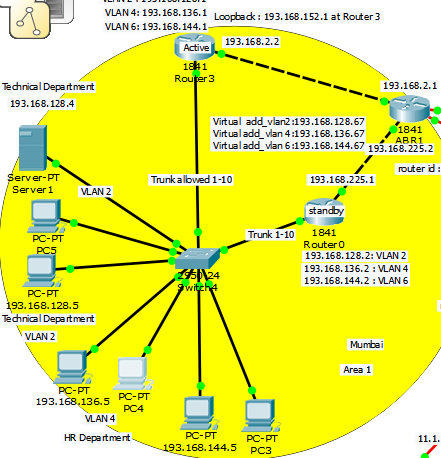 VLAN 4: 193.168.136.1
VLAN 6: 193.168.144.1
Loopback : 193.168.152.1 at Router 3
Active
1841
Router3
193.168.2.2
193.168.2.1
1841
ABR1
Technical Department
193.168.128.4
Virtual add_vlan2:193.168.128.67
Virtual add_vlan 4:193.168.136.67
Virtual add_vlan 6:193.168.144.67
193.168.225.2
router id :
Server-PT
Server1
VLAN 2
Trunk allowed 1-10
193.168.225.1
standby
1841
Router0
PC-PT
PC5
Trunk 1-10
193.168.128.2: VLAN 2
193.168.136.2 : VLAN 4
193.168.144.2 : VLAN 6
2950-24
Switch4
PC-PT
193.168.128.5
Technical Department
VLAN 2
Mumbai
Area 1
PC-PT
193.168.136.5
PC-PT
PC4
VLAN 4
HR Department
PC-PT
193.168.144.5
PC-PT
PC3
11.1.